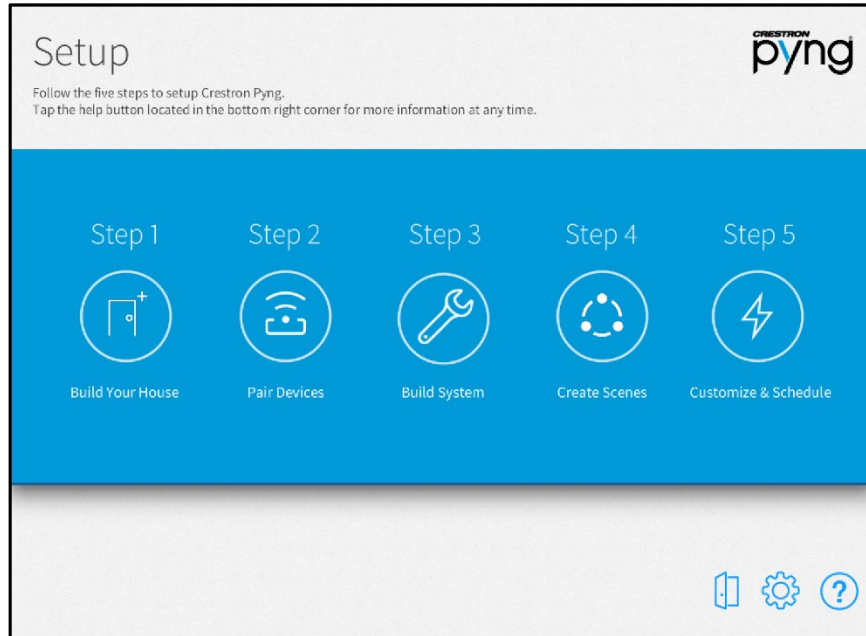 Setup
CRESTRON
pyng
Follow the five steps to setup Crestron Pyng.
Tap the help button located in the bottom right corner for more information at any time.
Step 1
Step 2
Step 3
Step 4
Step 5
Build Your House
Pair Devices
Build System
Create Scenes
Customize & Schedule
?